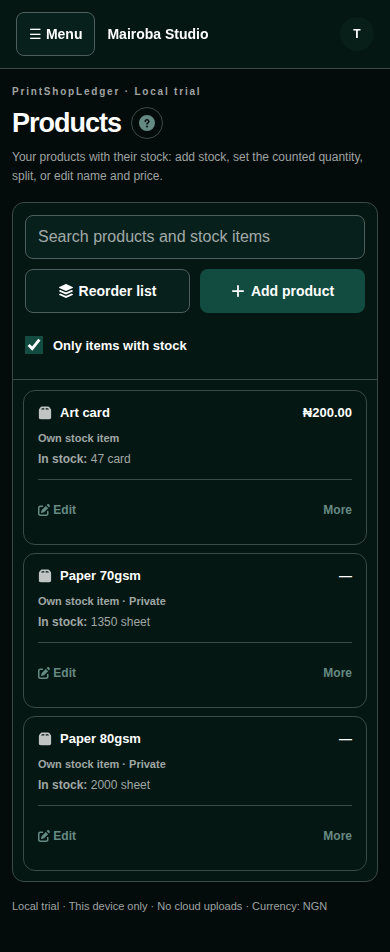 ☰ Menu
Mairoba Studio
T
PrintShopLedger · Local trial
Products
?
Your products with their stock: add stock, set the counted quantity,
split, or edit name and price.
Search products and stock items
Reorder list
Add product
Only items with stock
Art card
₦200.00
Own stock item
In stock: 47 card
Edit
More
Paper 70gsm
—
Own stock item · Private
In stock: 1350 sheet
Edit
More
Paper 80gsm
—
Own stock item · Private
In stock: 2000 sheet
Edit
More
Local trial · This device only · No cloud uploads · Currency: NGN